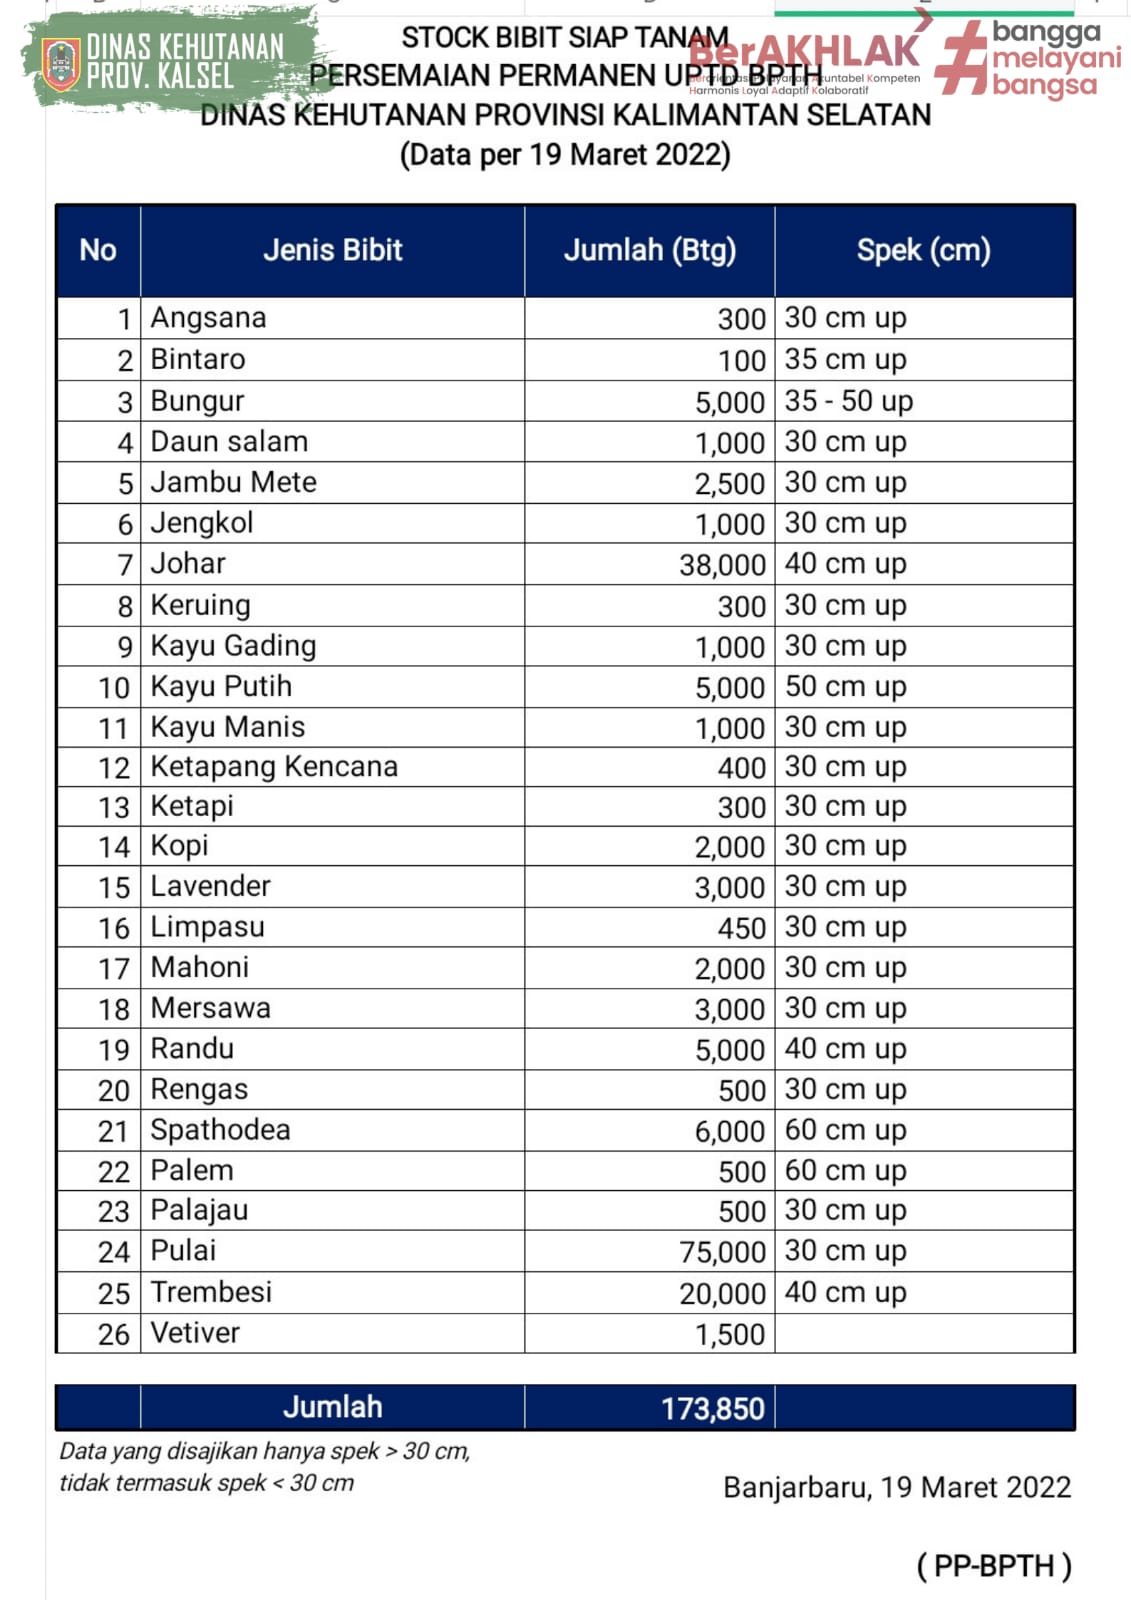 DINAS KEHUTANAN
PROV. KALSEL
BerAKHLAK
Berorientasi Pelayanan Akuntabel Kompeten
Harmonis Loyal Adaptif Kolaboratif
#bangga
melayani
bangsa
STOCK BIBIT SIAP TANAM
PERSEMAIAN PERMANEN UPTD BPTH
DINAS KEHUTANAN PROVINSI KALIMANTAN SELATAN
(Data per 19 Maret 2022)
No Jenis Bibit Jumlah (Btg) Spek (cm)
1 Angsana 300 30 cm up
2 Bintaro 100 35 cm up
3 Bungur 5,000 35 - 50 up
4 Daun salam 1,000 30 cm up
5 Jambu Mete 2,500 30 cm up
6 Jengkol 1,000 30 cm up
7 Johar 38,000 40 cm up
8 Keruing 300 30 cm up
9 Kayu Gading 1,000 30 cm up
10 Kayu Putih 5,000 50 cm up
11 Kayu Manis 1,000 30 cm up
12 Ketapang Kencana 400 30 cm up
13 Ketapi 300 30 cm up
14 Kopi 2,000 30 cm up
15 Lavender 3,000 30 cm up
16 Limpasu 450 30 cm up
17 Mahoni 2,000 30 cm up
18 Mersawa 3,000 30 cm up
19 Randu 5,000 40 cm up
20 Rengas 500 30 cm up
21 Spathodea 6,000 60 cm up
22 Palem 500 60 cm up
23 Palajau 500 30 cm up
24 Pulai 75,000 30 cm up
25 Trembesi 20,000 40 cm up
26 Vetiver 1,500
Jumlah 173,850
Data yang disajikan hanya spek > 30 cm,
tidak termasuk spek < 30 cm
Banjarbaru, 19 Maret 2022
( PP-BPTH )